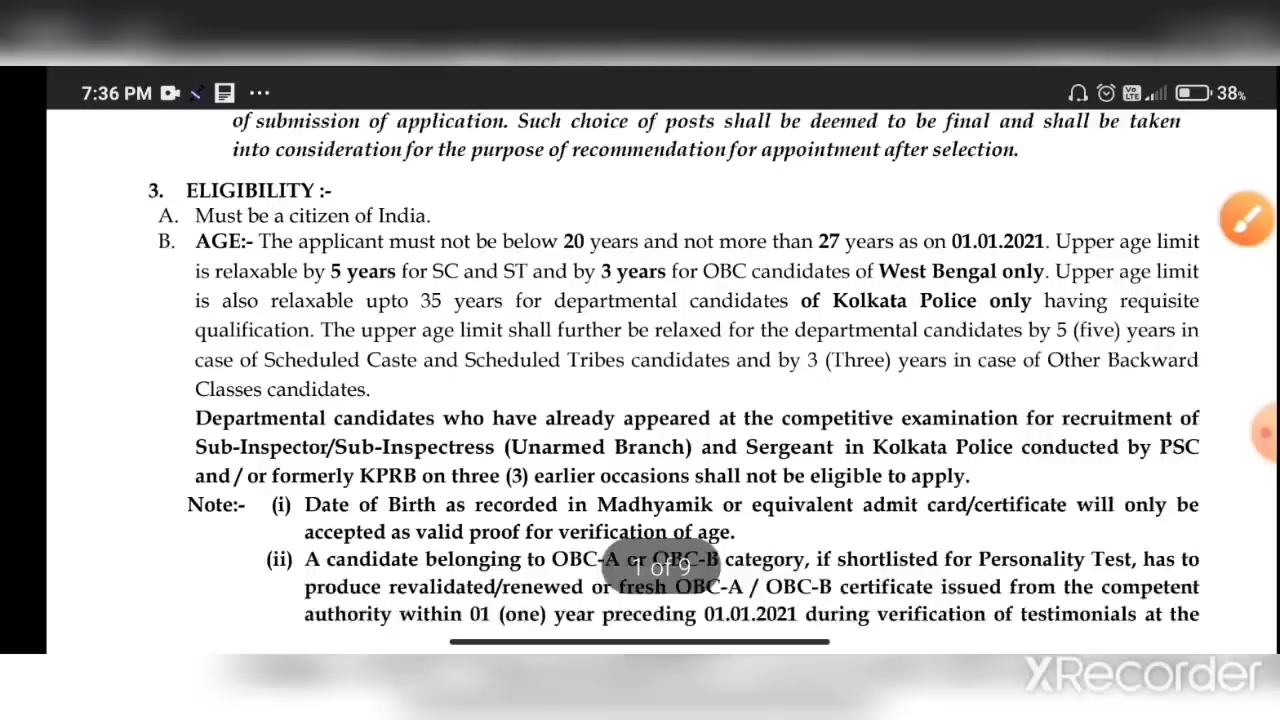 7:36 PM ... Vo LTE 38%
of submission of application. Such choice of posts shall be deemed to be final and shall be taken
into consideration for the purpose of recommendation for appointment after selection.
3. ELIGIBILITY :-
A. Must be a citizen of India.
B. AGE:- The applicant must not be below 20 years and not more than 27 years as on 01.01.2021. Upper age limit
is relaxable by 5 years for SC and ST and by 3 years for OBC candidates of West Bengal only. Upper age limit
is also relaxable upto 35 years for departmental candidates of Kolkata Police only having requisite
qualification. The upper age limit shall further be relaxed for the departmental candidates by 5 (five) years in
case of Scheduled Caste and Scheduled Tribes candidates and by 3 (Three) years in case of Other Backward
Classes candidates.
Departmental candidates who have already appeared at the competitive examination for recruitment of
Sub-Inspector/Sub-Inspectress (Unarmed Branch) and Sergeant in Kolkata Police conducted by PSC
and / or formerly KPRB on three (3) earlier occasions shall not be eligible to apply.
Note:- (i) Date of Birth as recorded in Madhyamik or equivalent admit card/certificate will only be
accepted as valid proof for verification of age.
(ii) A candidate belonging to OBC-A or OBC-B category, if shortlisted for Personality Test, has to
1 of 9
produce revalidated/renewed or fresh OBC-A / OBC-B certificate issued from the competent
authority within 01 (one) year preceding 01.01.2021 during verification of testimonials at the
XRecorder